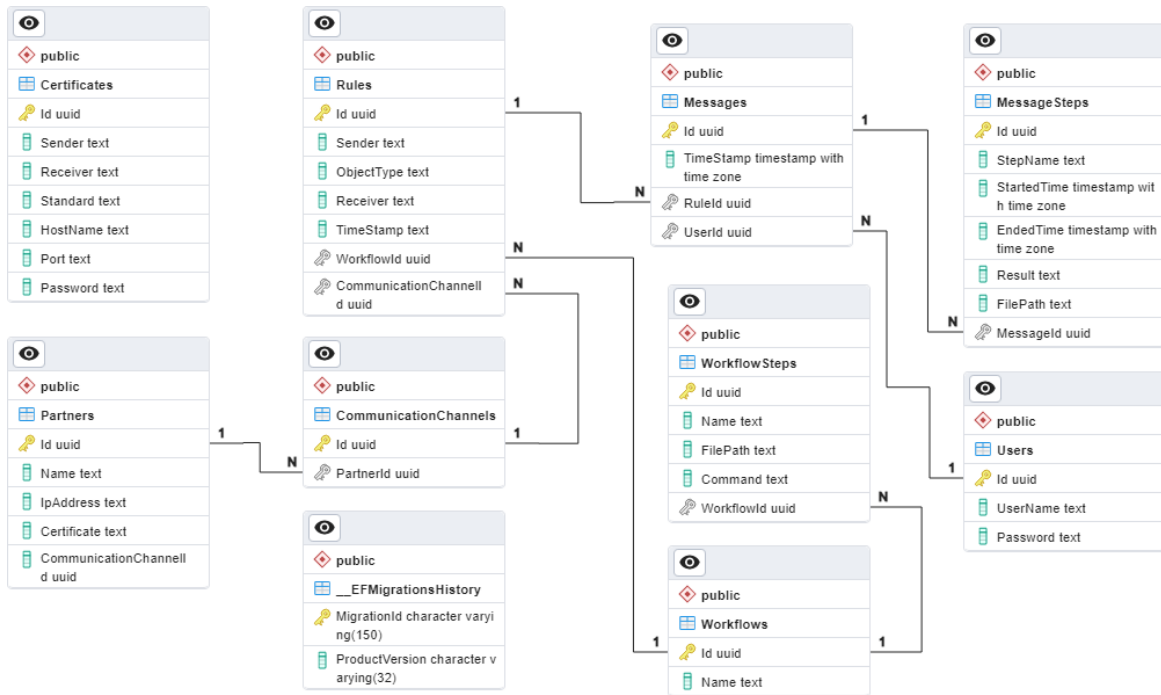 public
Certificates
Id uuid
Sender text
Receiver text
Standard text
HostName text
Port text
Password text
public
Rules
Id uuid
Sender text
ObjectType text
Receiver text
TimeStamp text
WorkflowId uuid
CommunicationChannelI
d uuid
public
Messages
Id uuid
TimeStamp timestamp with
time zone
RuleId uuid
UserId uuid
public
MessageSteps
Id uuid
StepName text
StartedTime timestamp wit
h time zone
EndedTime timestamp with
time zone
Result text
FilePath text
MessageId uuid
public
Partners
Id uuid
Name text
IpAddress text
Certificate text
CommunicationChannelI
d uuid
public
CommunicationChannels
Id uuid
PartnerId uuid
public
WorkflowSteps
Id uuid
Name text
FilePath text
Command text
WorkflowId uuid
public
Users
Id uuid
UserName text
Password text
public
__EFMigrationsHistory
MigrationId character varyi
ng(150)
ProductVersion character v
arying(32)
public
Workflows
Id uuid
Name text
1
N
1
N
N
1
N
1
N
1
1
N
N
1